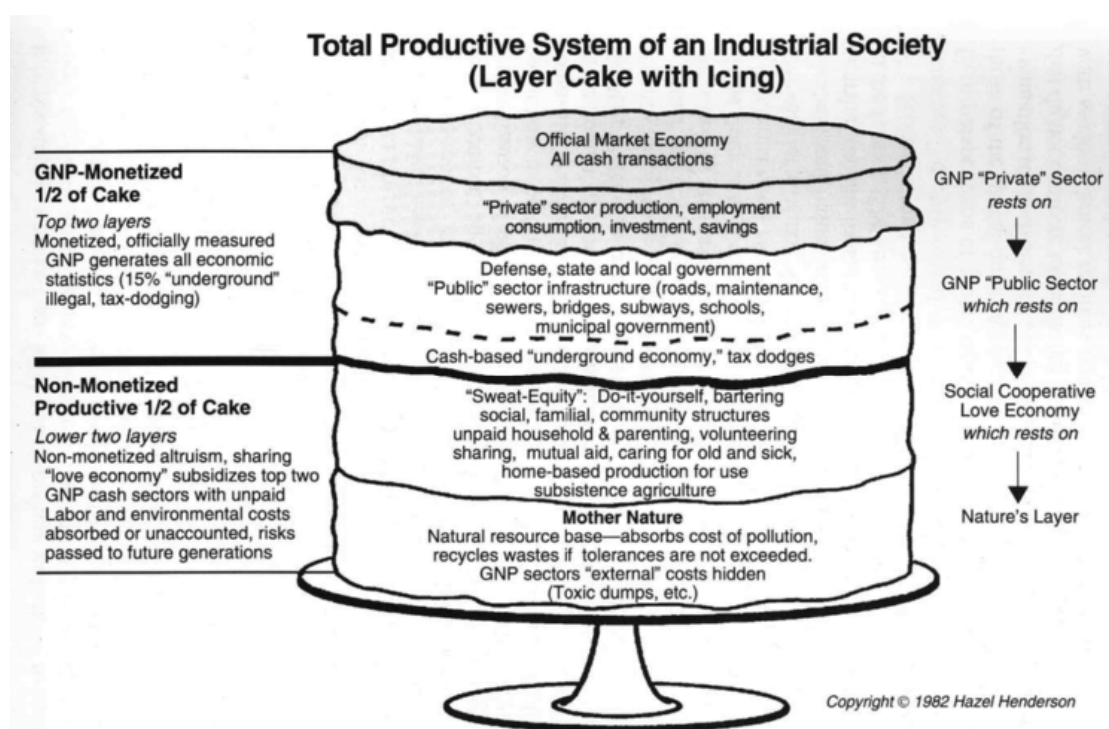 Total Productive System of an Industrial Society
(Layer Cake with Icing)
GNP-Monetized
1/2 of Cake
Top two layers
Monetized, officially measured
GNP generates all economic
statistics (15% “underground”
illegal, tax-dodging)
Non-Monetized
Productive 1/2 of Cake
Lower two layers
Non-monetized altruism, sharing
“love economy” subsidizes top two
GNP cash sectors with unpaid
Labor and environmental costs
absorbed or unaccounted, risks
passed to future generations
Official Market Economy
All cash transactions
“Private” sector production, employment
consumption, investment, savings
Defense, state and local government
“Public” sector infrastructure (roads, maintenance,
sewers, bridges, subways, schools,
municipal government)
Cash-based “underground economy,” tax dodges
“Sweat-Equity”: Do-it-yourself, bartering
social, familial, community structures
unpaid household & parenting, volunteering
sharing, mutual aid, caring for old and sick,
home-based production for use
subsistence agriculture
Mother Nature
Natural resource base—absorbs cost of pollution,
recycles wastes if tolerances are not exceeded.
GNP sectors “external” costs hidden
(Toxic dumps, etc.)
GNP “Private” Sector
rests on
GNP “Public Sector
which rests on
Social Cooperative
Love Economy
which rests on
Nature’s Layer
Copyright © 1982 Hazel Henderson